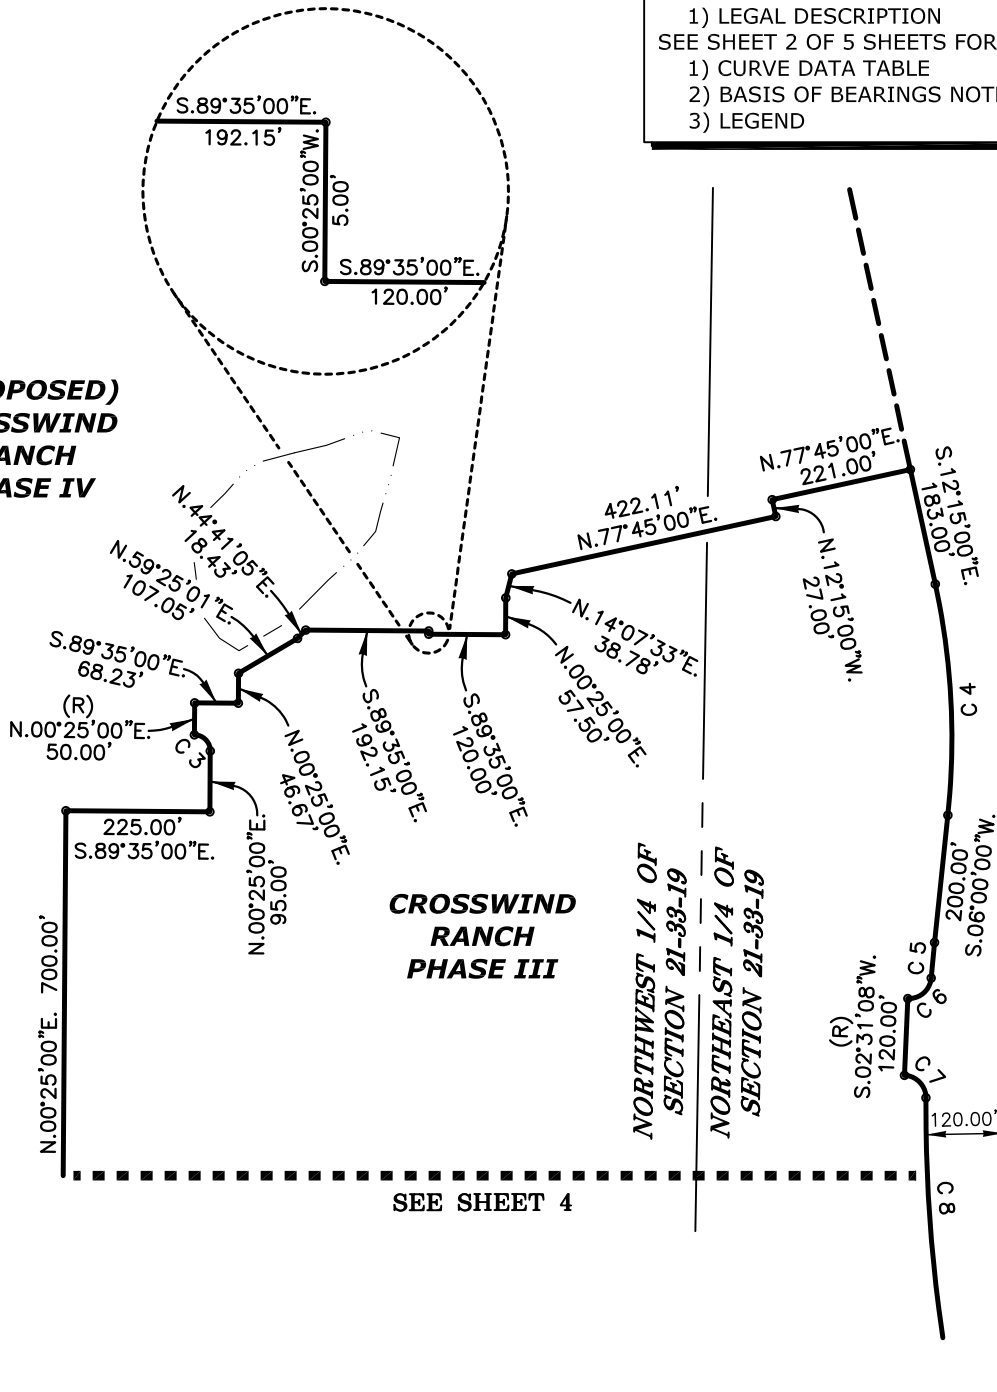 1) LEGAL DESCRIPTION
SEE SHEET 2 OF 5 SHEETS FOR
1) CURVE DATA TABLE
2) BASIS OF BEARINGS NOT
3) LEGEND
S.89°35'00"E.
192.15'
S.00°25'00"W.
5.00'
S.89°35'00"E.
120.00'
OPOSED)
SSWIND
ANCH
ASE IV
N.77°45'00"E.
221.00'
S.12°15'00"E.
183.00'
422.11'
N.77°45'00"E.
N.12°15'00"W.
27.00'
N.44°41'05"E.
18.43'
N.59°25'01"E.
107.05'
S.89°35'00"E.
68.23'
(R)
N.00°25'00"E.
50.00'
C 3
N.14°07'33"E.
38.78'
N.00°25'00"E.
57.50'
S.89°35'00"E.
192.15'
S.89°35'00"E.
120.00'
N.00°25'00"E.
46.67'
N.00°25'00"E.
95.00'
225.00'
S.89°35'00"E.
N.00°25'00"E. 700.00'
C 4
CROSSWIND
RANCH
PHASE III
NORTHWEST 1/4 OF
SECTION 21-33-19
NORTHEAST 1/4 OF
SECTION 21-33-19
200.00'
S.06°00'00"W.
C 5
C 6
(R)
S.02°31'08"W.
120.00'
C 7
120.00'
C 8
SEE SHEET 4